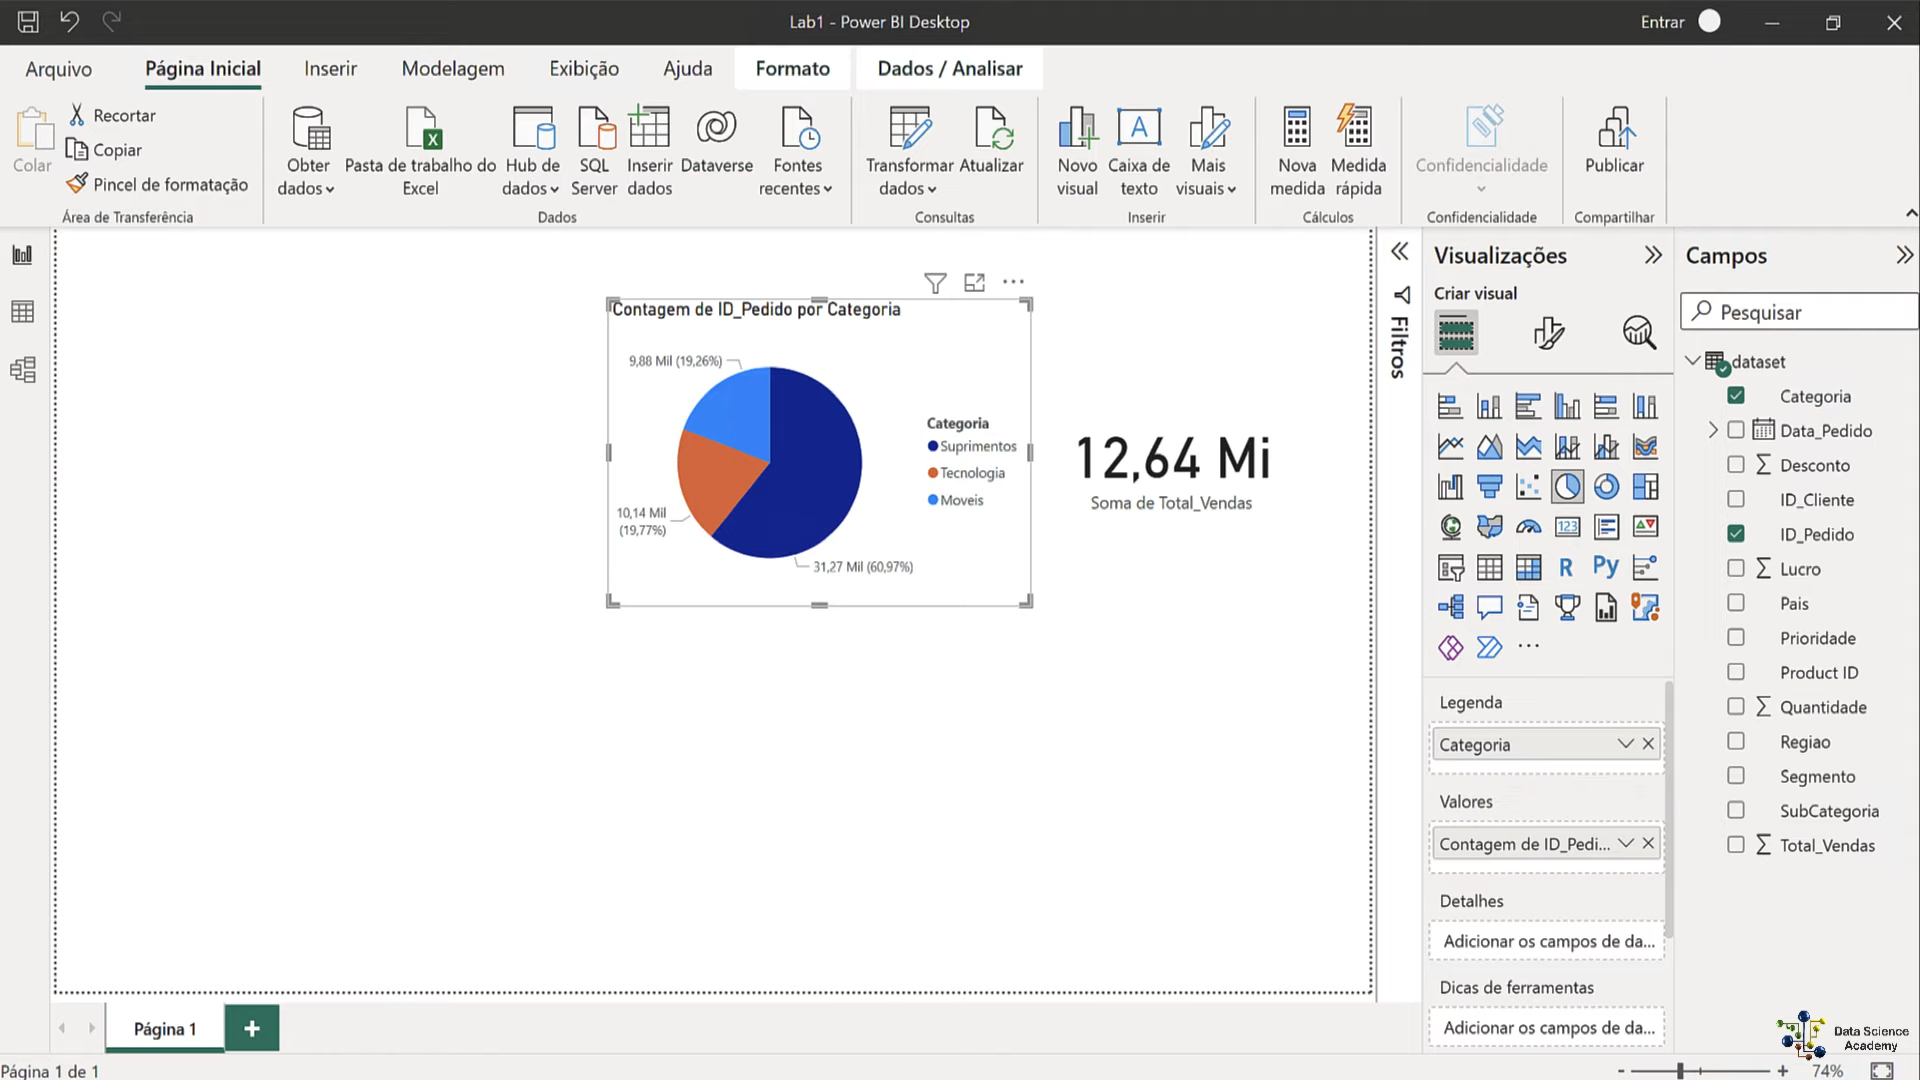 Lab1 - Power BI Desktop
Entrar
Arquivo
Página Inicial
Inserir
Modelagem
Exibição
Ajuda
Formato
Dados / Analisar
Colar
Recortar
Copiar
Pincel de formatação
Área de Transferência
Obter
dados
Pasta de trabalho do
Excel
Hub de
dados
SQL
Server
Inserir
dados
Dataverse
Fontes
recentes
Dados
Transformar
dados
Atualizar
Consultas
Novo
visual
Caixa de
texto
Mais
visuais
Inserir
Nova
medida
Medida
rápida
Cálculos
Confidencialidade
Confidencialidade
Publicar
Compartilhar
Contagem de ID_Pedido por Categoria
9,88 Mil (19,26%)
10,14 Mil
(19,77%)
31,27 Mil (60,97%)
Categoria
Suprimentos
Tecnologia
Moveis
12,64 Mi
Soma de Total_Vendas
Filtros
Visualizações
Criar visual
123
R
Py
Legenda
Categoria
Valores
Contagem de ID_Pedi...
Detalhes
Adicionar os campos de da...
Dicas de ferramentas
Adicionar os campos de da...
Campos
Pesquisar
dataset
Categoria
Data_Pedido
Desconto
ID_Cliente
ID_Pedido
Lucro
Pais
Prioridade
Product ID
Quantidade
Regiao
Segmento
SubCategoria
Total_Vendas
Data Science
Academy
Página 1
+
Página 1 de 1
- + 74%